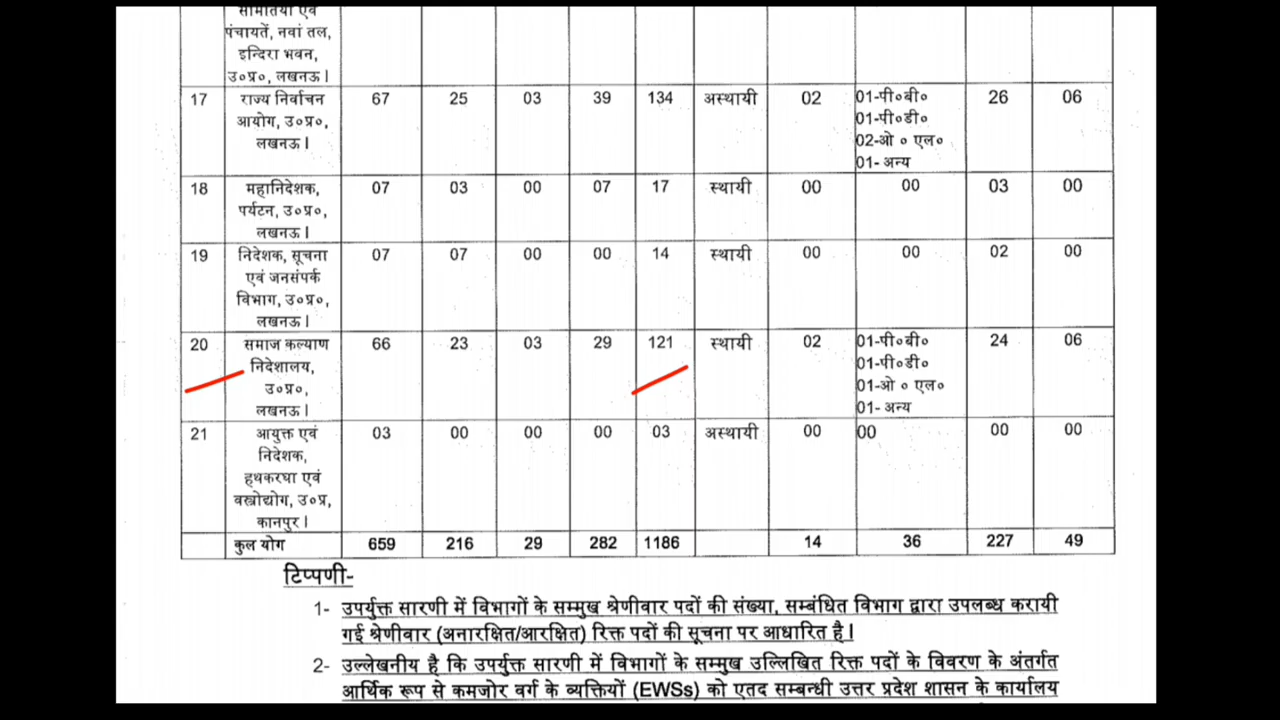 समितियां एवं
पंचायतें, नवां तल,
इन्दिरा भवन,
उ०प्र०, लखनऊ।
17 राज्य निर्वाचन 67 25 03 39 134 अस्थायी 02 01-पी०बी० 26 06
आयोग, उ०प्र०, 01-पी०डी०
लखनऊ। 02-ओ ० एल०
01- अन्य
18 महानिदेशक, 07 03 00 07 17 स्थायी 00 00 03 00
पर्यटन, उ०प्र०,
लखनऊ।
19 निदेशक, सूचना 07 07 00 00 14 स्थायी 00 00 02 00
एवं जनसंपर्क
विभाग, उ०प्र०,
लखनऊ।
20 समाज कल्याण 66 23 03 29 121 स्थायी 02 01-पी०बी० 24 06
निदेशालय, 01-पी०डी०
उ०प्र०, 01-ओ ० एल०
लखनऊ। 01- अन्य
21 आयुक्त एवं 03 00 00 00 03 अस्थायी 00 00 00 00
निदेशक,
हथकरघा एवं
वस्त्रोद्योग, उ०प्र,
कानपुर।
कुल योग 659 216 29 282 1186 14 36 227 49
टिप्पणी-
1- उपर्युक्त सारणी में विभागों के सम्मुख श्रेणीवार पदों की संख्या, सम्बंधित विभाग द्वारा उपलब्ध करायी
गई श्रेणीवार (अनारक्षित/आरक्षित) रिक्त पदों की सूचना पर आधारित है।
2- उल्लेखनीय है कि उपर्युक्त सारणी में विभागों के सम्मुख उल्लिखित रिक्त पदों के विवरण के अंतर्गत
आर्थिक रूप से कमजोर वर्ग के व्यक्तियों (EWSs) को एतद सम्बन्धी उत्तर प्रदेश शासन के कार्यालय